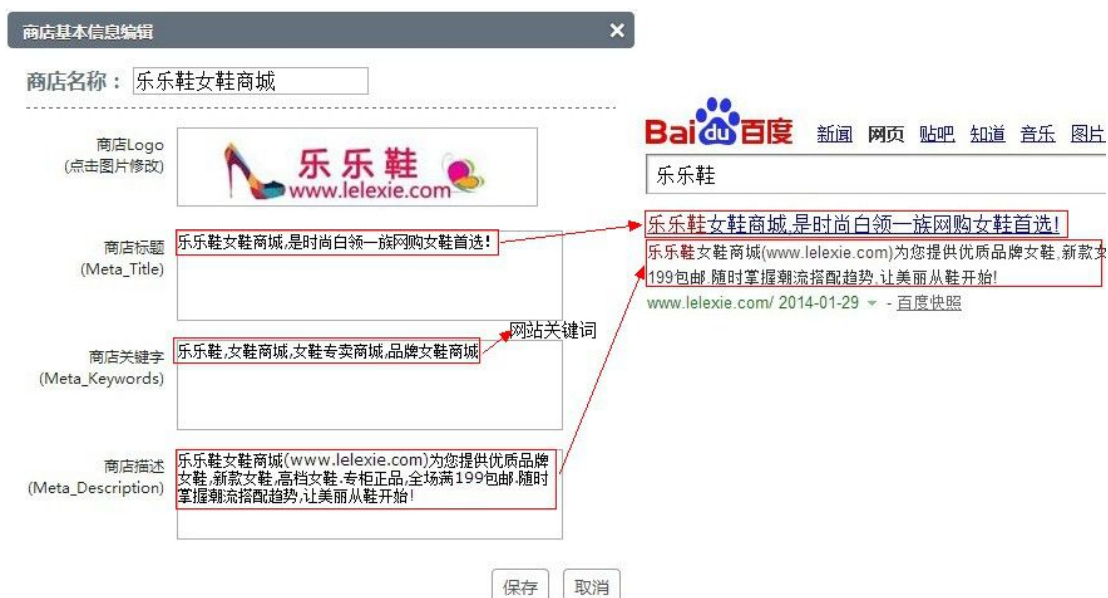 商店基本信息编辑
商店名称： 乐乐鞋女鞋商城
商店Logo
(点击图片修改)
乐乐鞋
www.lelexie.com
商店标题
(Meta_Title)
乐乐鞋女鞋商城,是时尚白领一族网购女鞋首选!
商店关键字
(Meta_Keywords)
乐乐鞋,女鞋商城,女鞋专卖商城,品牌女鞋商城
网站关键词
商店描述
(Meta_Description)
乐乐鞋女鞋商城(www.lelexie.com)为您提供优质品牌
女鞋,新款女鞋,高档女鞋.专柜正品,全场满199包邮.随时
掌握潮流搭配趋势,让美丽从鞋开始!
保存 取消
Bai du 百度 新闻 网页 贴吧 知道 音乐 图片
乐乐鞋
乐乐鞋女鞋商城,是时尚白领一族网购女鞋首选!
乐乐鞋女鞋商城(www.lelexie.com)为您提供优质品牌女鞋,新款女
199包邮.随时掌握潮流搭配趋势,让美丽从鞋开始!
www.lelexie.com/ 2014-01-29 - 百度快照